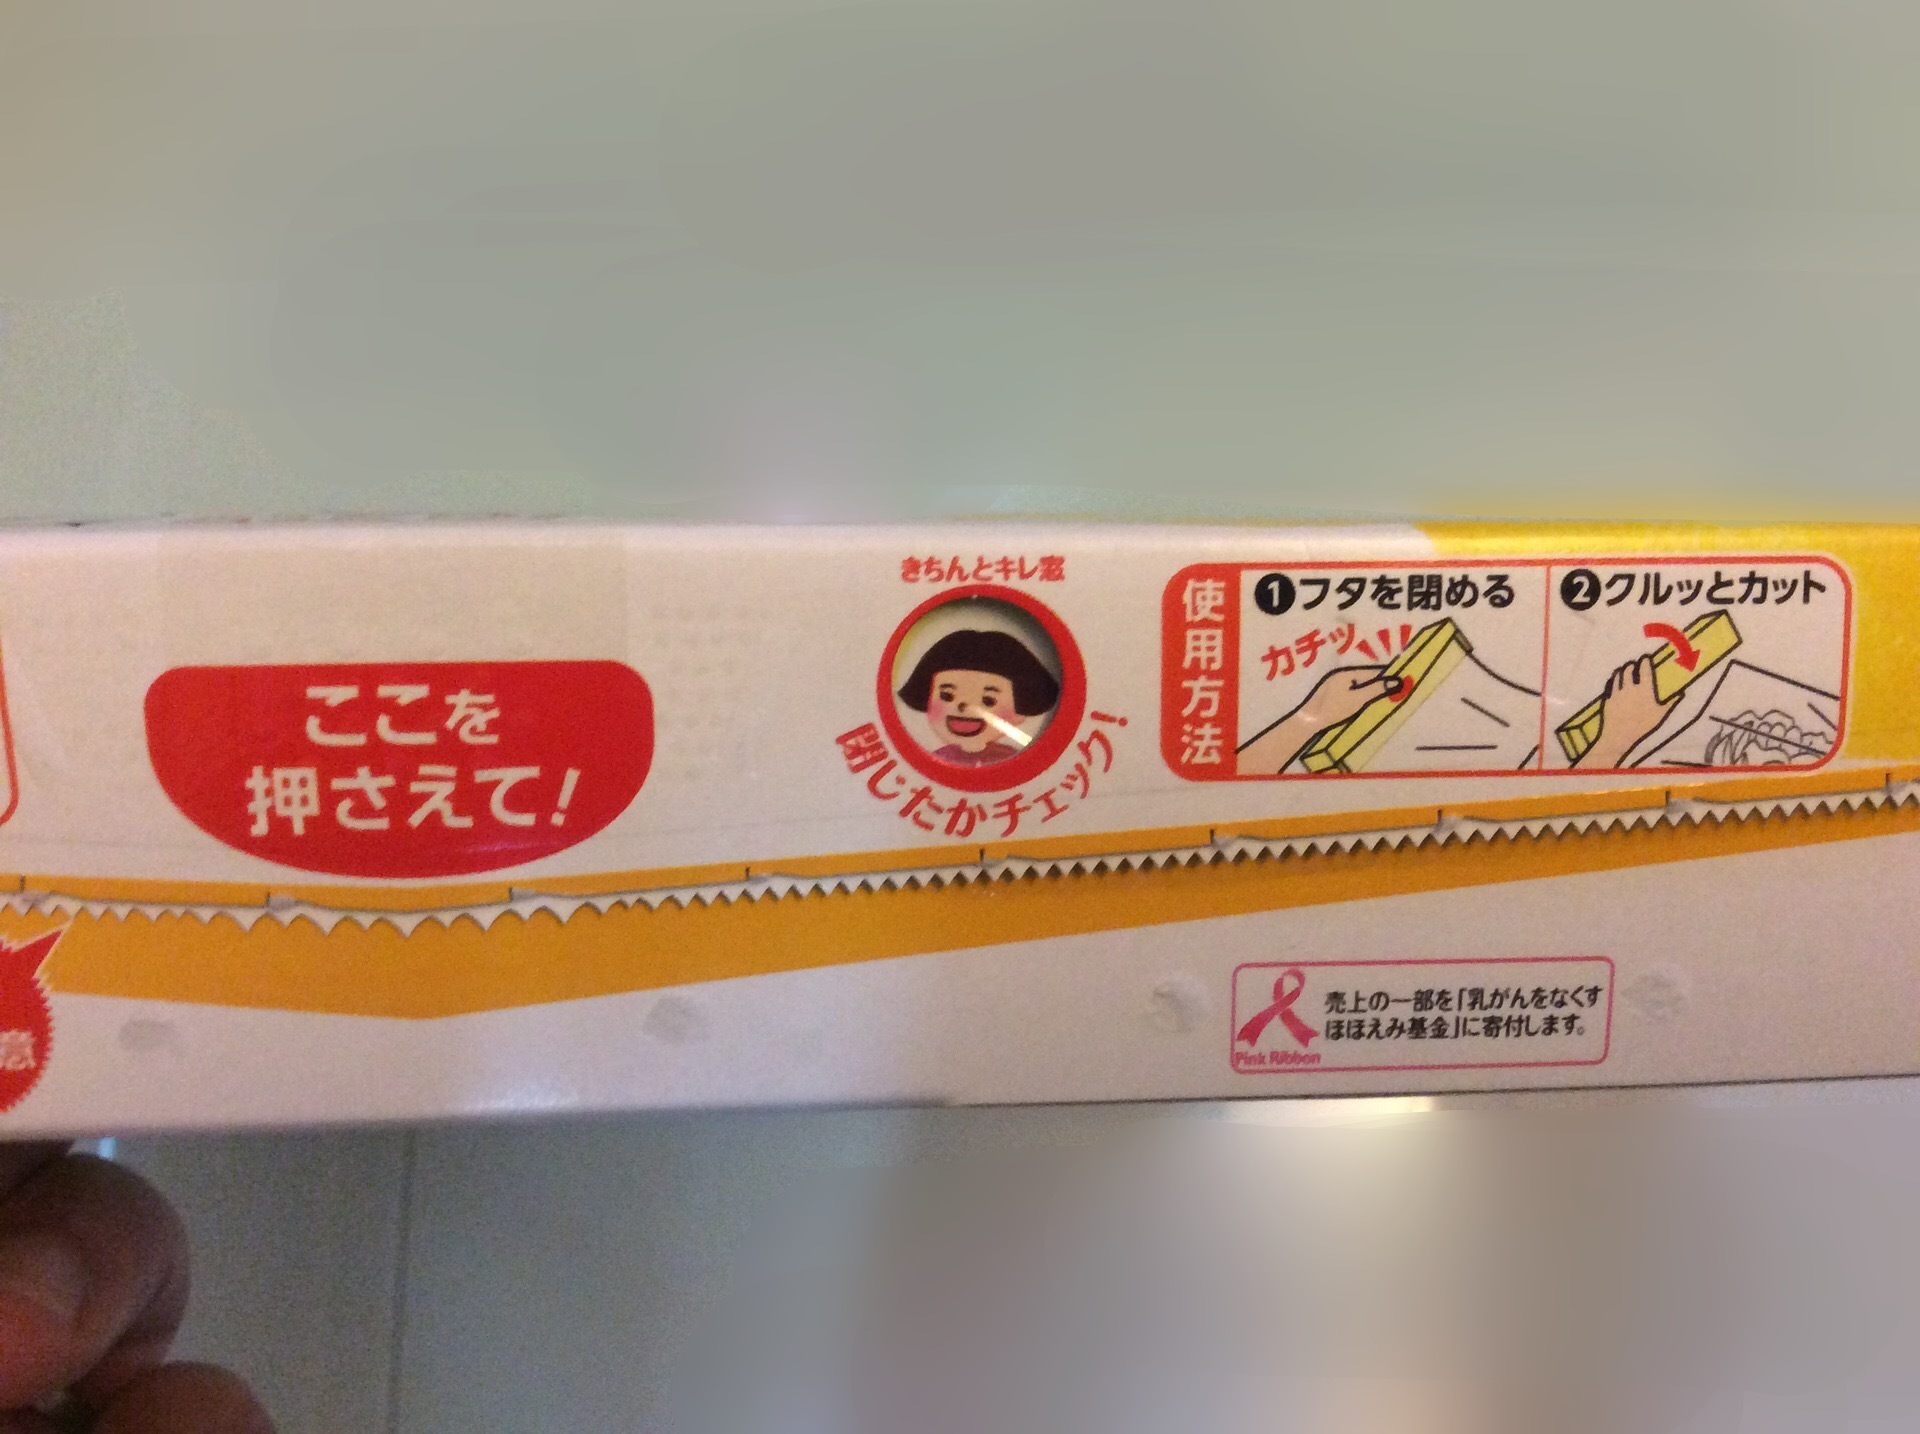 ここを
押さえて!
きちんとキレ窓
閉じたかチェック!
使用方法
❶フタを閉める
カチッ
❷クルッとカット
Pink Ribbon
売上の一部を「乳がんをなくす
ほほえみ基金」に寄付します。